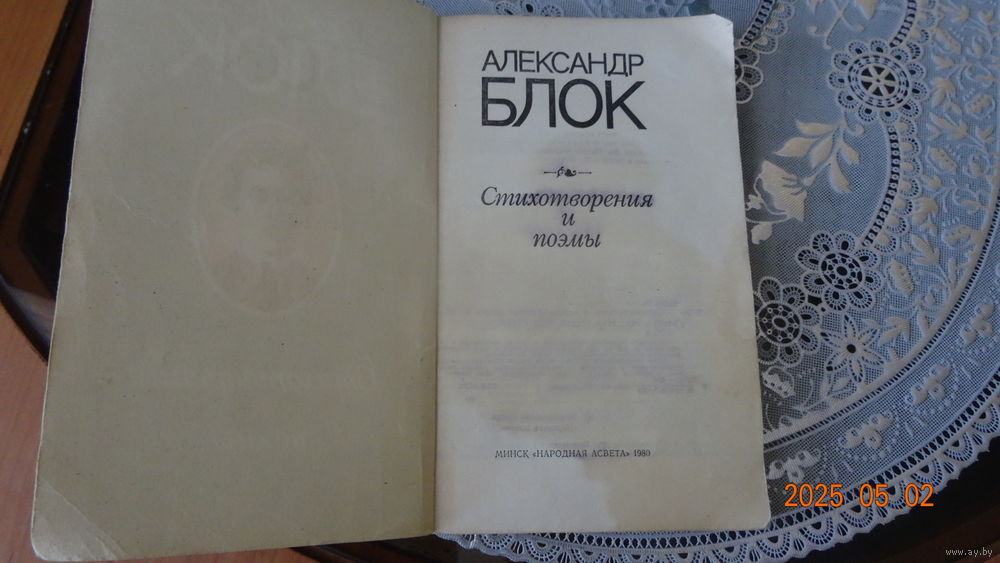 АЛЕКСАНДР
БЛОК
Стихотворения
и
поэмы
МИНСК «НАРОДНАЯ АСВЕТА» 1980
2025 05 02
www.ay.by